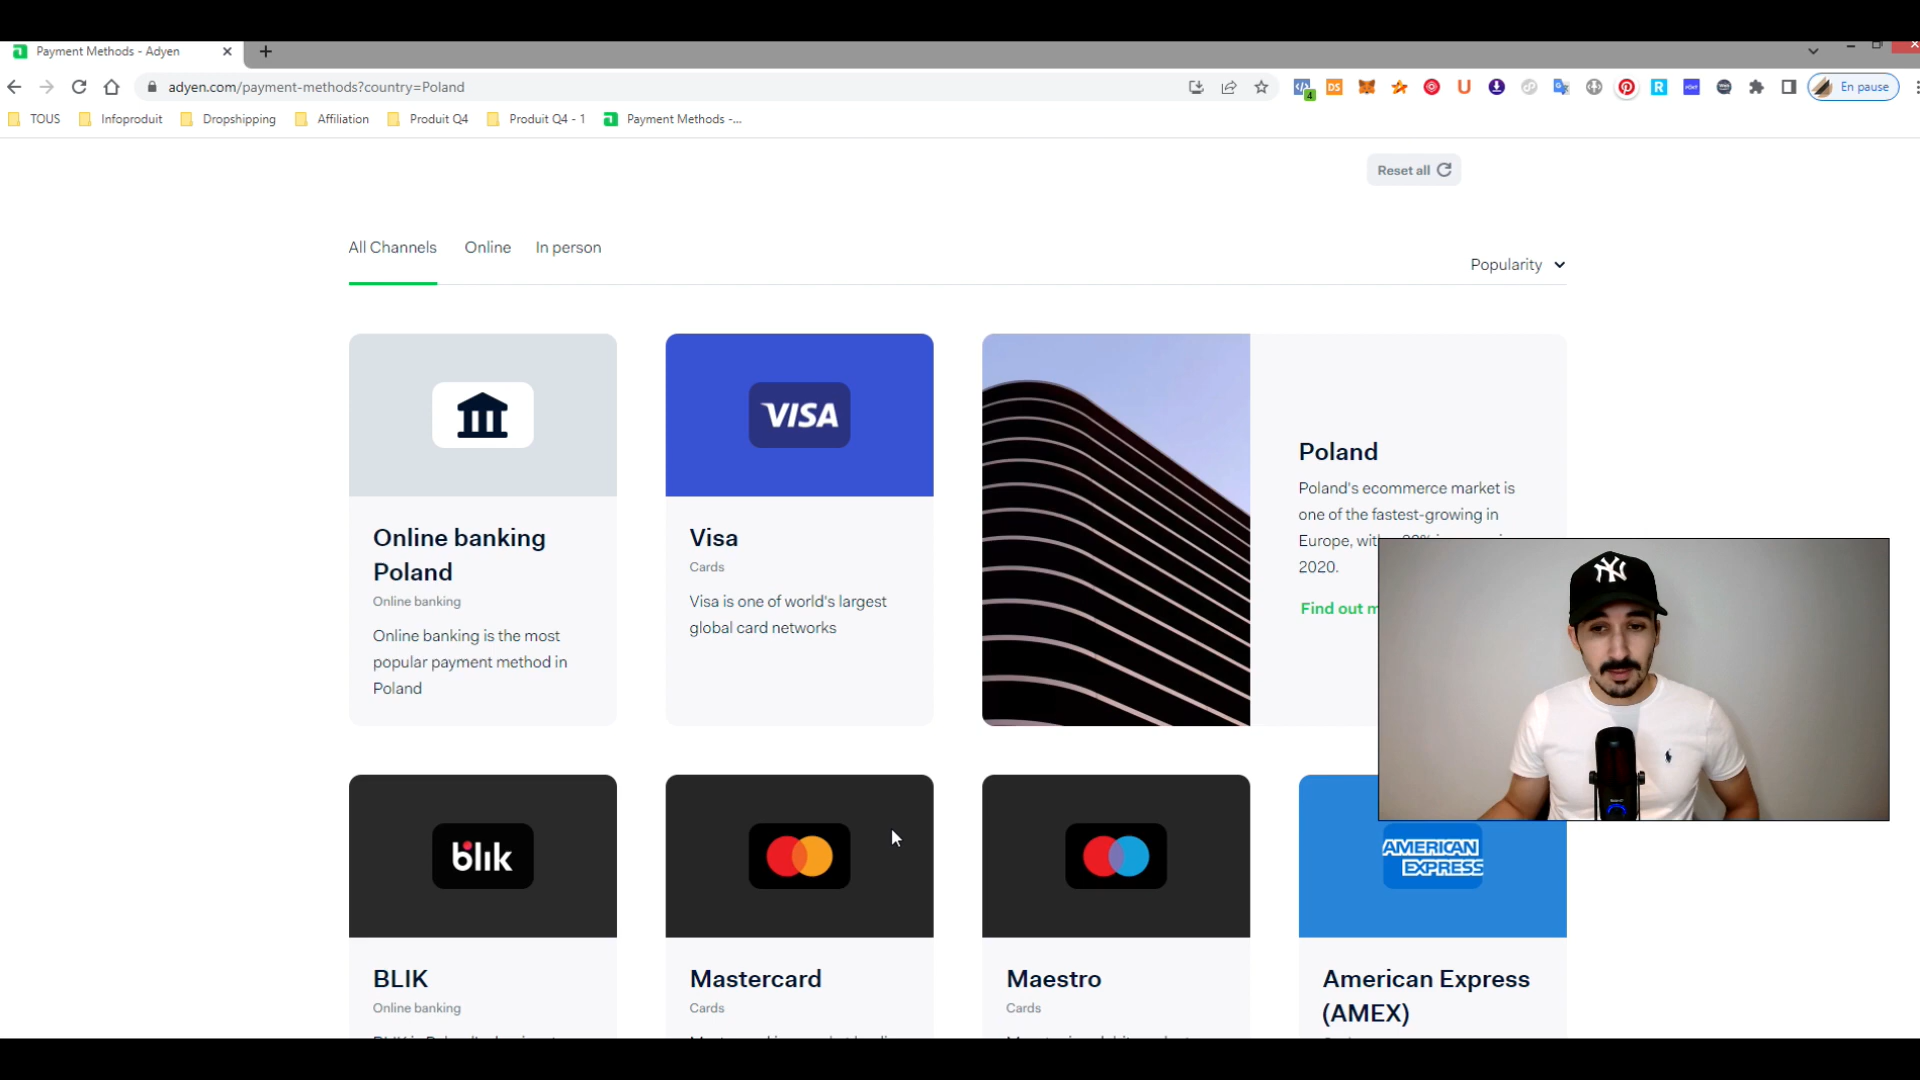 Payment Methods - Adyen
adyen.com/payment-methods?country=Poland
4
DS
U
R
En pause
TOUS
Infoproduit
Dropshipping
Affiliation
Produit Q4
Produit Q4 - 1
Payment Methods -...
Reset all
All Channels
Online
In person
Popularity
VISA
Online banking
Poland
Online banking
Online banking is the most
popular payment method in
Poland
Visa
Cards
Visa is one of world's largest
global card networks
Poland
Poland's ecommerce market is
one of the fastest-growing in
Europe,
2020.
Find out
NY
blik
AMERICAN
EXPRESS
BLIK
Online banking
Mastercard
Cards
Maestro
Cards
American Express
(AMEX)